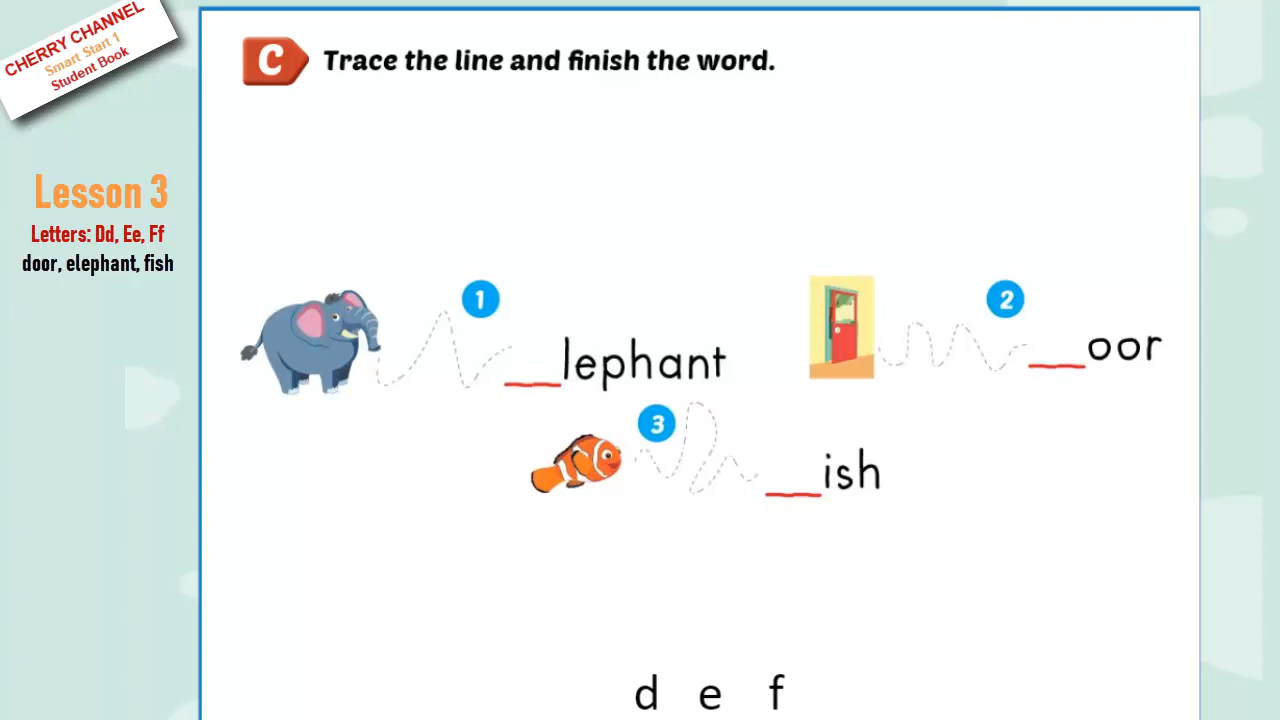 CHERRY CHANNEL
Smart Start 1
Student Book
C Trace the line and finish the word.
Lesson 3
Letters: Dd, Ee, Ff
door, elephant, fish
1 __lephant
2 __oor
3 __ish
d e f